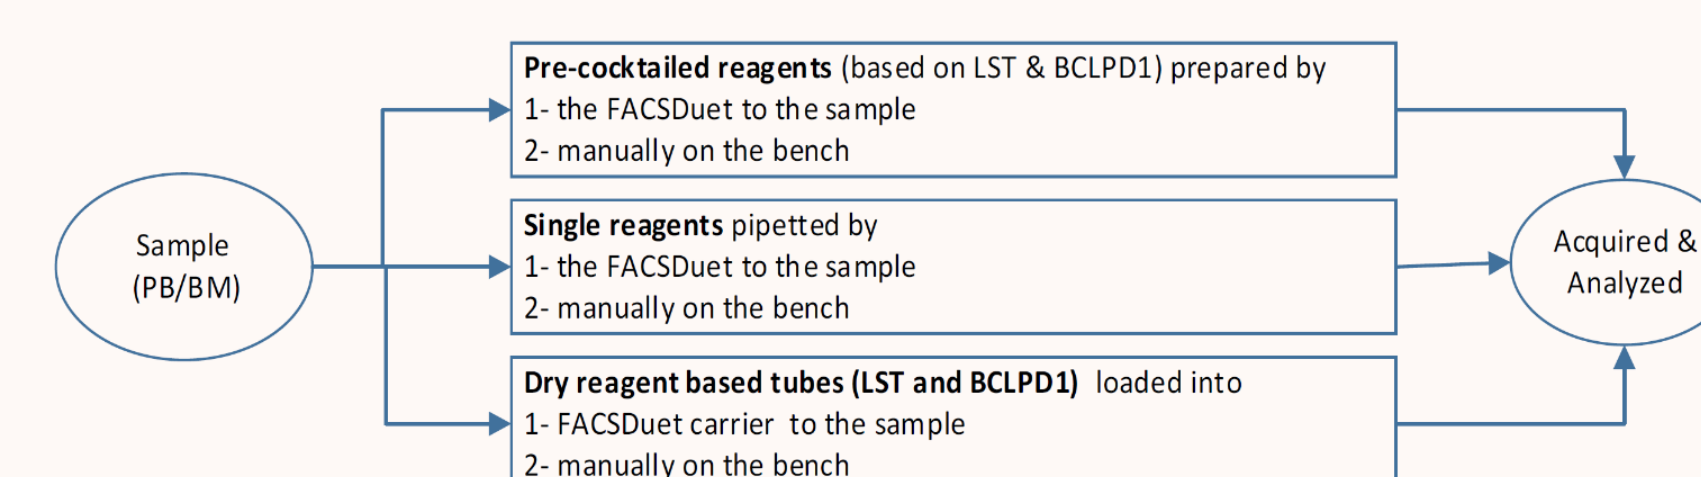 Sample
(PB/BM)
Pre-cocktailed reagents (based on LST & BCLPD1) prepared by
1- the FACSDuet to the sample
2- manually on the bench
Single reagents pipetted by
1- the FACSDuet to the sample
2- manually on the bench
Dry reagent based tubes (LST and BCLPD1) loaded into
1- FACSDuet carrier to the sample
2- manually on the bench
Acquired &
Analyzed